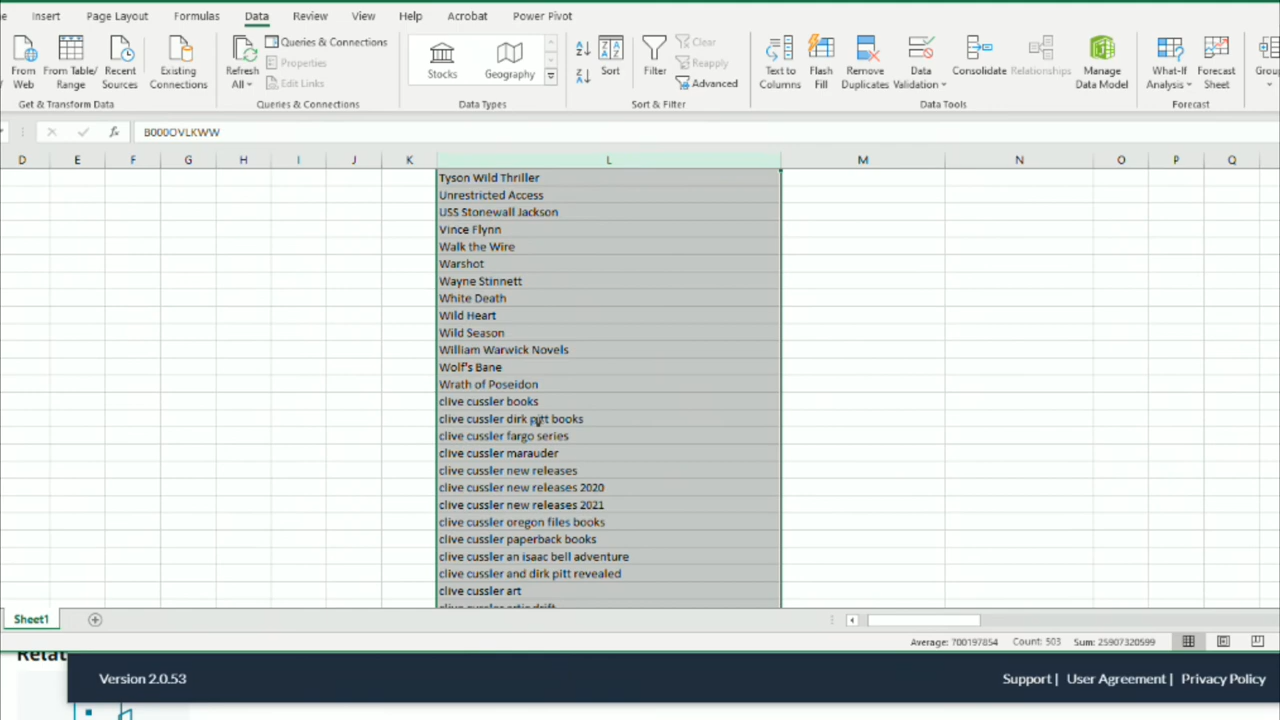 Insert Page Layout Formulas Data Review View Help Acrobat Power Pivot
From Web
From Table/ Range
Recent Sources
Existing Connections
Refresh All
Queries & Connections
Properties
Edit Links
Stocks
Geography
Sort
Filter
Clear
Reapply
Advanced
Text to Columns
Flash Fill
Remove Duplicates
Data Validation
Consolidate
Relationships
Manage Data Model
What-If Analysis
Forecast Sheet
Group
Get & Transform Data
Queries & Connections
Data Types
Sort & Filter
Data Tools
Forecast
fx B000OVLKWW
D E F G H I J K L M N O P Q
Tyson Wild Thriller
Unrestricted Access
USS Stonewall Jackson
Vince Flynn
Walk the Wire
Warshot
Wayne Stinnett
White Death
Wild Heart
Wild Season
William Warwick Novels
Wolf's Bane
Wrath of Poseidon
clive cussler books
clive cussler dirk pitt books
clive cussler fargo series
clive cussler marauder
clive cussler new releases
clive cussler new releases 2020
clive cussler new releases 2021
clive cussler oregon files books
clive cussler paperback books
clive cussler an isaac bell adventure
clive cussler and dirk pitt revealed
clive cussler art
Sheet1
Average: 700197854 Count: 503 Sum: 25907320599
Relat
Version 2.0.53
Support | User Agreement | Privacy Policy